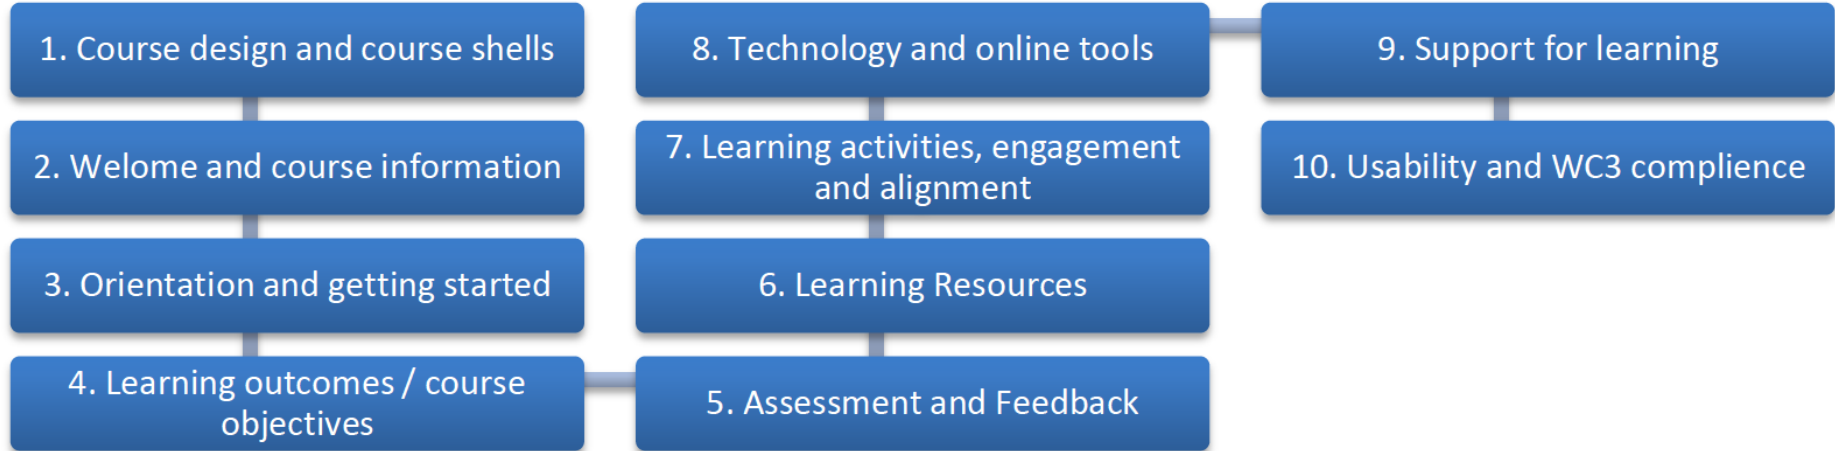 1. Course design and course shells
2. Welome and course information
3. Orientation and getting started
4. Learning outcomes / course
objectives
5. Assessment and Feedback
6. Learning Resources
7. Learning activities, engagement
and alignment
8. Technology and online tools
9. Support for learning
10. Usability and WC3 complience